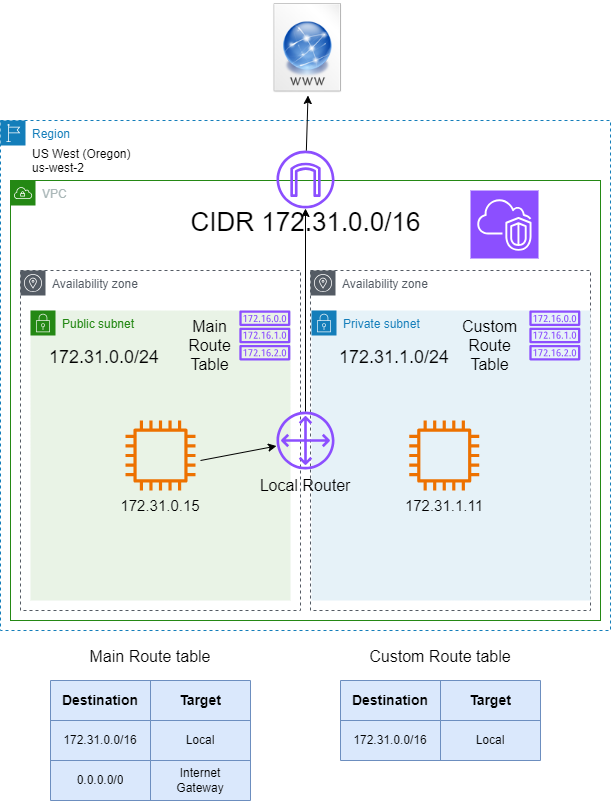 WWW
Region
US West (Oregon)
us-west-2
VPC
CIDR 172.31.0.0/16
Availability zone
Availability zone
Public subnet
172.31.0.0/24
Main
Route
Table
172.16.0.0
172.16.1.0
172.16.2.0
Private subnet
172.31.1.0/24
Custom
Route
Table
172.16.0.0
172.16.1.0
172.16.2.0
172.31.0.15
Local Router
172.31.1.11
Main Route table
Destination Target
172.31.0.0/16 Local
0.0.0.0/0 Internet
Gateway
Custom Route table
Destination Target
172.31.0.0/16 Local